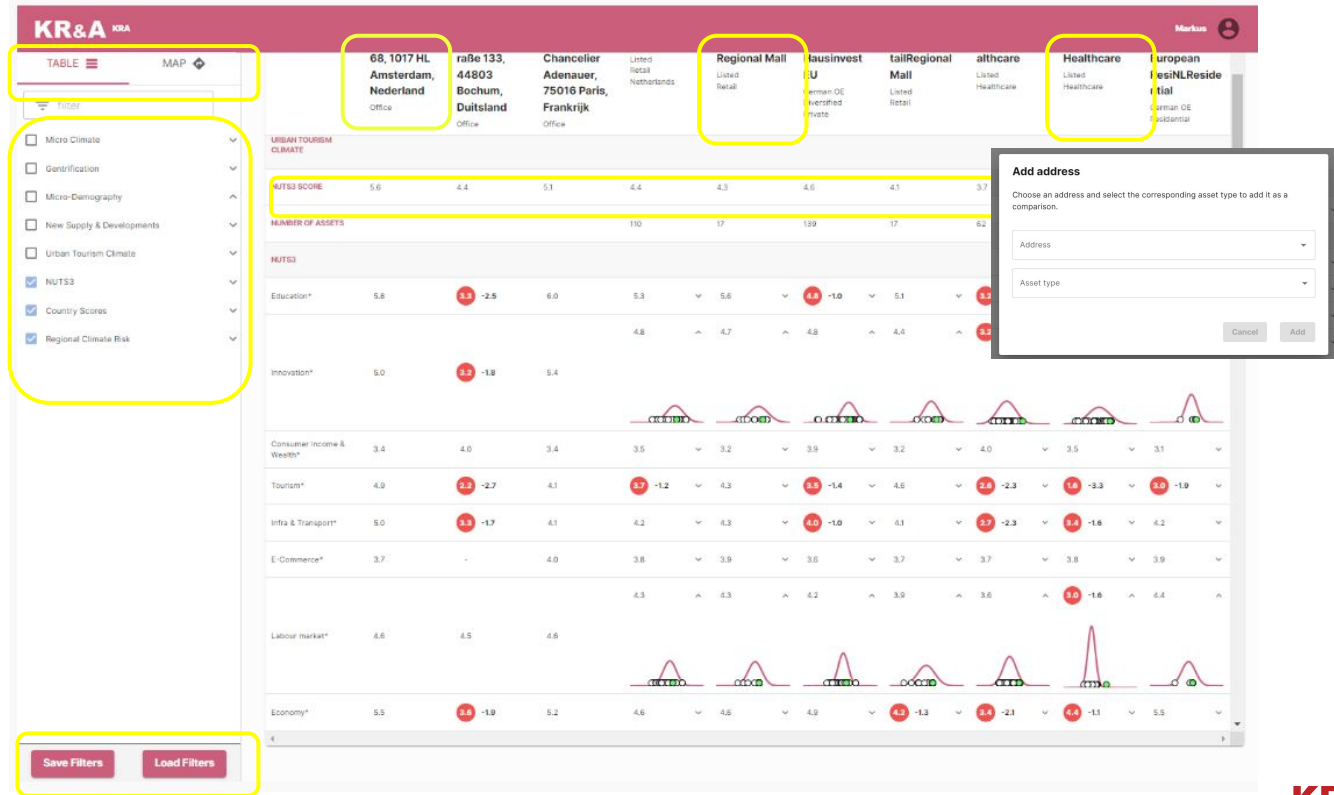 KR&A KRA
Markus
TABLE MAP
filter
Micro Climate
Gentrification
Micro-Demography
New Supply & Developments
Urban Tourism Climate
NUTS3
Country Scores
Regional Climate Risk
Save Filters Load Filters
68, 1017 HL
Amsterdam,
Nederland
Office
raße 133,
44803
Bochum,
Duitsland
Office
Chancelier
Adenauer,
75016 Paris,
Frankrijk
Office
Listed
Retail
Netherlands
Regional Mall
Listed
Retail
Hausinvest
EU
German OE
Diversified
Private
tailRegional
Mall
Listed
Retail
althcare
Listed
Healthcare
Healthcare
Listed
Healthcare
European
ResiNLReside
ntial
German OE
Residential
URBAN TOURISM
CLIMATE
NUTS3 SCORE 5.6 4.4 5.1 4.4 4.3 4.6 4.1 3.7
NUMBER OF ASSETS 110 17 139 17 62
NUTS3
Education* 5.8 3.3 -2.5 6.0 5.3 5.6 4.8 -1.0 5.1
4.8 4.7 4.8 4.4 3.2
Innovation* 5.0 3.2 -1.8 5.4
Consumer Income &
Wealth*
3.4 4.0 3.4 3.5 3.2 3.9 3.2 4.0 3.5 3.1
Tourism* 4.9 2.2 -2.7 4.1 3.7 -1.2 4.3 3.5 -1.4 4.6 2.6 -2.3 1.6 -3.3 3.0 -1.9
Infra & Transport* 5.0 3.3 -1.7 4.1 4.2 4.3 4.0 -1.0 4.1 2.7 -2.3 3.4 -1.6 4.2
E-Commerce* 3.7 - 4.0 3.8 3.9 3.6 3.7 3.7 3.8 3.9
4.3 4.3 4.2 3.9 3.6 3.0 -1.6 4.4
Labour market* 4.6 4.5 4.6
Economy* 5.5 3.6 -1.9 5.2 4.6 4.6 4.9 4.2 -1.3 3.4 -2.1 4.4 -1.1 5.5
Add address
Choose an address and select the corresponding asset type to add it as a
comparison.
Address
Asset type
Cancel Add